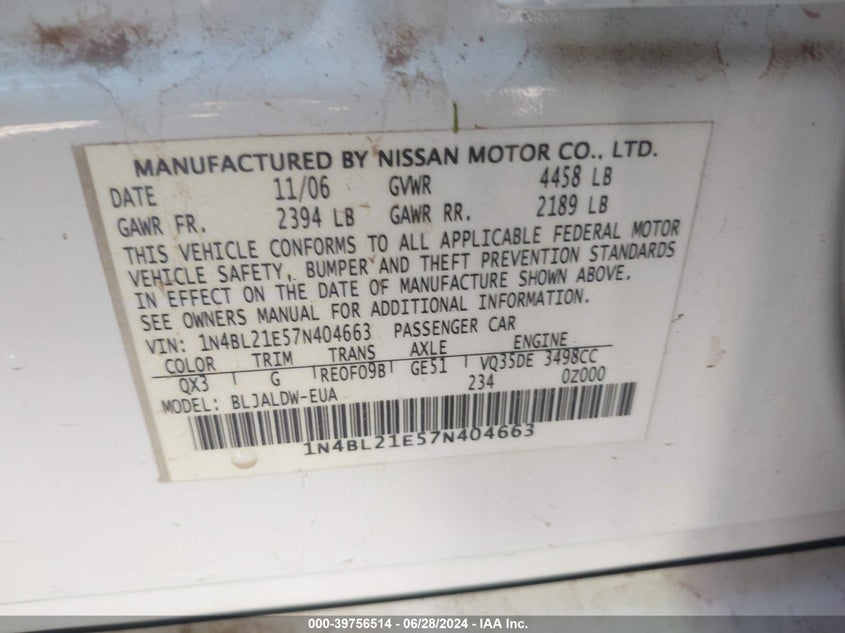 MANUFACTURED BY NISSAN MOTOR CO., LTD.
DATE 11/06 GVWR 4458 LB
GAWR FR. 2394 LB GAWR RR. 2189 LB
THIS VEHICLE CONFORMS TO ALL APPLICABLE FEDERAL MOTOR
VEHICLE SAFETY, BUMPER AND THEFT PREVENTION STANDARDS
IN EFFECT ON THE DATE OF MANUFACTURE SHOWN ABOVE.
SEE OWNERS MANUAL FOR ADDITIONAL INFORMATION.
VIN: 1N4BL21E57N404663 PASSENGER CAR
COLOR TRIM TRANS AXLE ENGINE
QX3 G RE0F09B GE51 VQ35DE 3498CC
234 0Z000
MODEL: BLJALDW-EUA
1N4BL21E57N404663
000-39756514 / 06/28/2024 - IAA Inc.